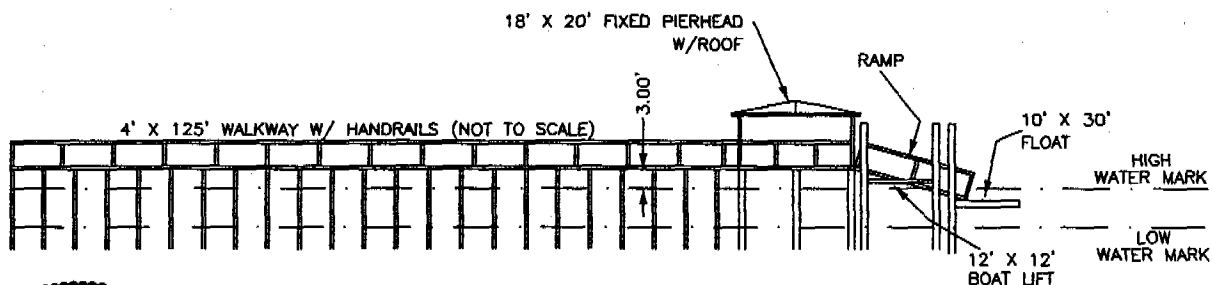 18' X 20' FIXED PIERHEAD
W/ROOF
RAMP
3.00'
4' X 125' WALKWAY W/ HANDRAILS (NOT TO SCALE)
10' X 30'
FLOAT
HIGH
WATER MARK
LOW
WATER MARK
12' X 12'
BOAT LIFT